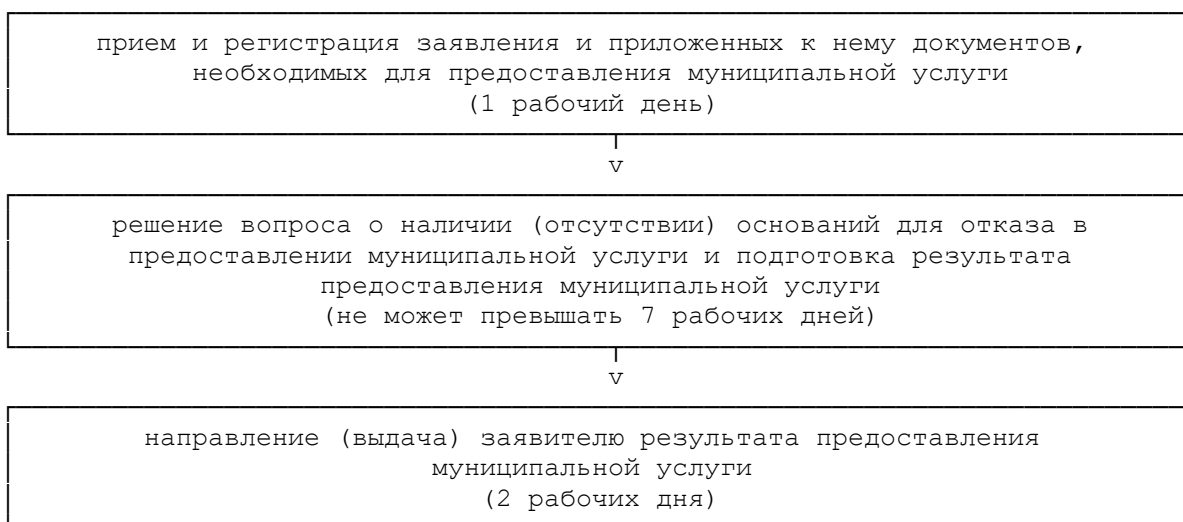 прием и регистрация заявления и приложенных к нему документов,
необходимых для предоставления муниципальной услуги
(1 рабочий день)
v
решение вопроса о наличии (отсутствии) оснований для отказа в
предоставлении муниципальной услуги и подготовка результата
предоставления муниципальной услуги
(не может превышать 7 рабочих дней)
v
направление (выдача) заявителю результата предоставления
муниципальной услуги
(2 рабочих дня)